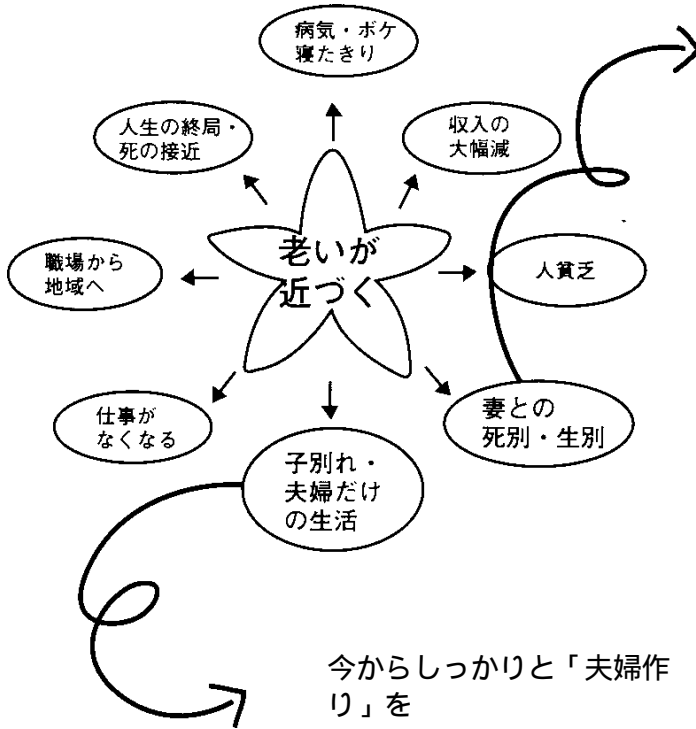 病気・ボケ
寝たきり
人生の終局・
死の接近
収入の
大幅減
老いが
近づく
職場から
地域へ
人貧乏
仕事が
なくなる
妻との
死別・生別
子別れ・
夫婦だけ
の生活
今からしっかりと「夫婦作
り」を